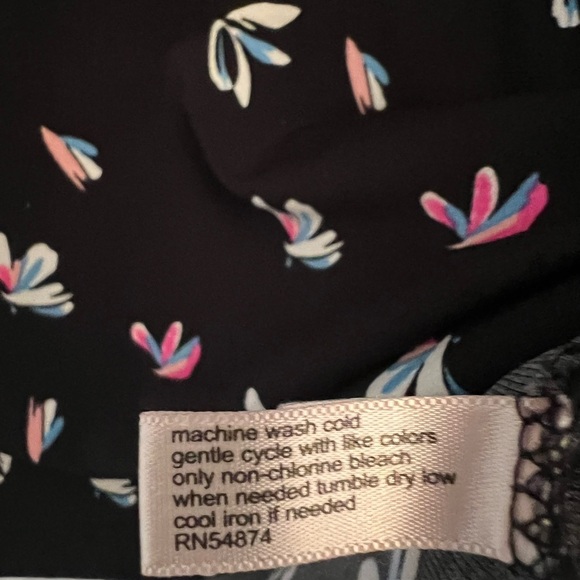 machine wash cold
gentle cycle with like colors
only non-chlorine bleach
when needed tumble dry low
cool iron if needed
RN54874